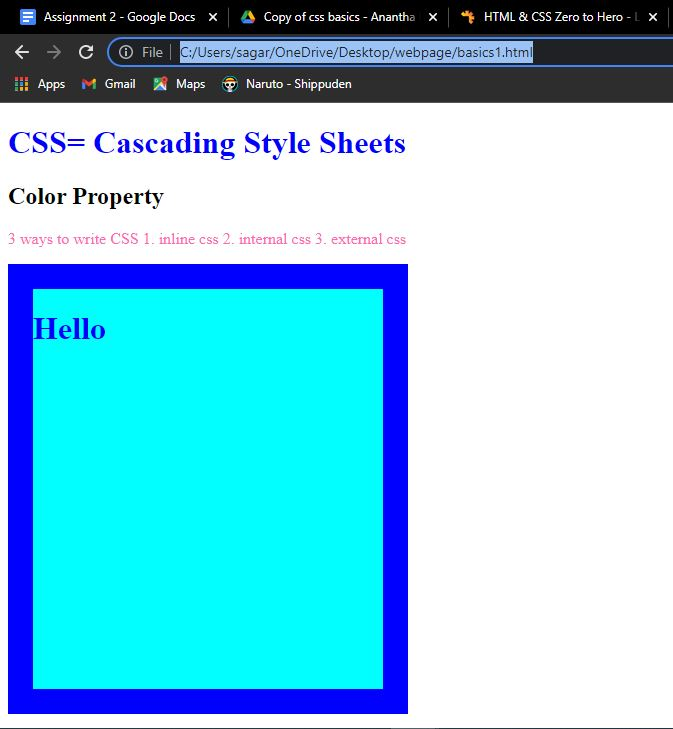 Assignment 2 - Google Docs
Copy of css basics - Anantha
HTML & CSS Zero to Hero - L
File
C:/Users/sagar/OneDrive/Desktop/webpage/basics1.html
Apps
Gmail
Maps
Naruto - Shippuden
CSS= Cascading Style Sheets
Color Property
3 ways to write CSS 1. inline css 2. internal css 3. external css
Hello